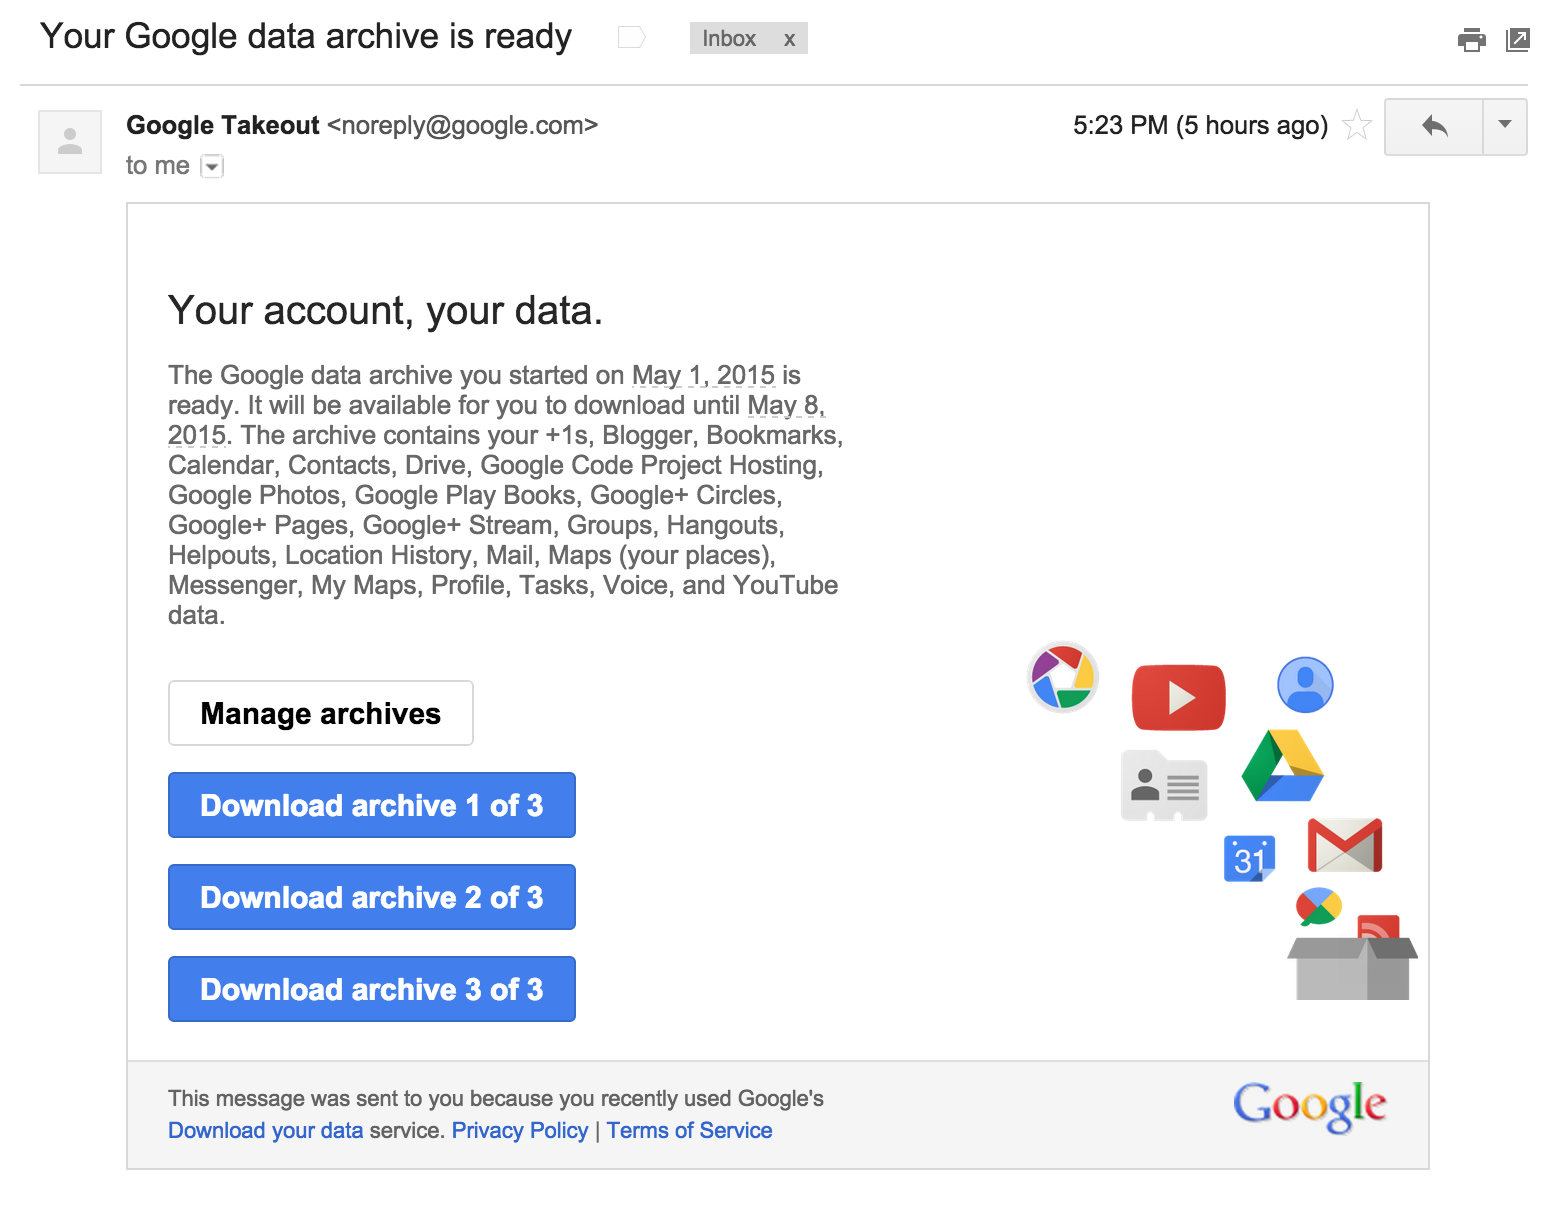 Your Google data archive is ready
Inbox x
Google Takeout <noreply@google.com>
5:23 PM (5 hours ago)
to me
Your account, your data.
The Google data archive you started on May 1, 2015 is
ready. It will be available for you to download until May 8,
2015. The archive contains your +1s, Blogger, Bookmarks,
Calendar, Contacts, Drive, Google Code Project Hosting,
Google Photos, Google Play Books, Google+ Circles,
Google+ Pages, Google+ Stream, Groups, Hangouts,
Helpouts, Location History, Mail, Maps (your places),
Messenger, My Maps, Profile, Tasks, Voice, and YouTube
data.
Manage archives
Download archive 1 of 3
Download archive 2 of 3
Download archive 3 of 3
31
This message was sent to you because you recently used Google's
Download your data service. Privacy Policy | Terms of Service
Google